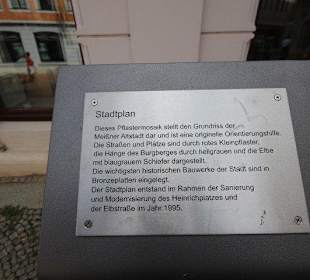 Stadtplan
Dieses Pflastermosaik stellt den Grundriss der
Meißner Altstadt dar und ist eine originelle Orientierungshilfe.
Die Straßen und Plätze sind durch rotes Kleinpflaster,
die Hänge des Burgberges durch hellgrauen und die Elbe
mit blaugrauem Schiefer dargestellt.
Die wichtigsten historischen Bauwerke der Stadt sind in
Bronzeplatten eingelegt.
Der Stadtplan entstand im Rahmen der Sanierung
und Modernisierung des Heinrichplatzes und
der Elbstraße im Jahr 1995.